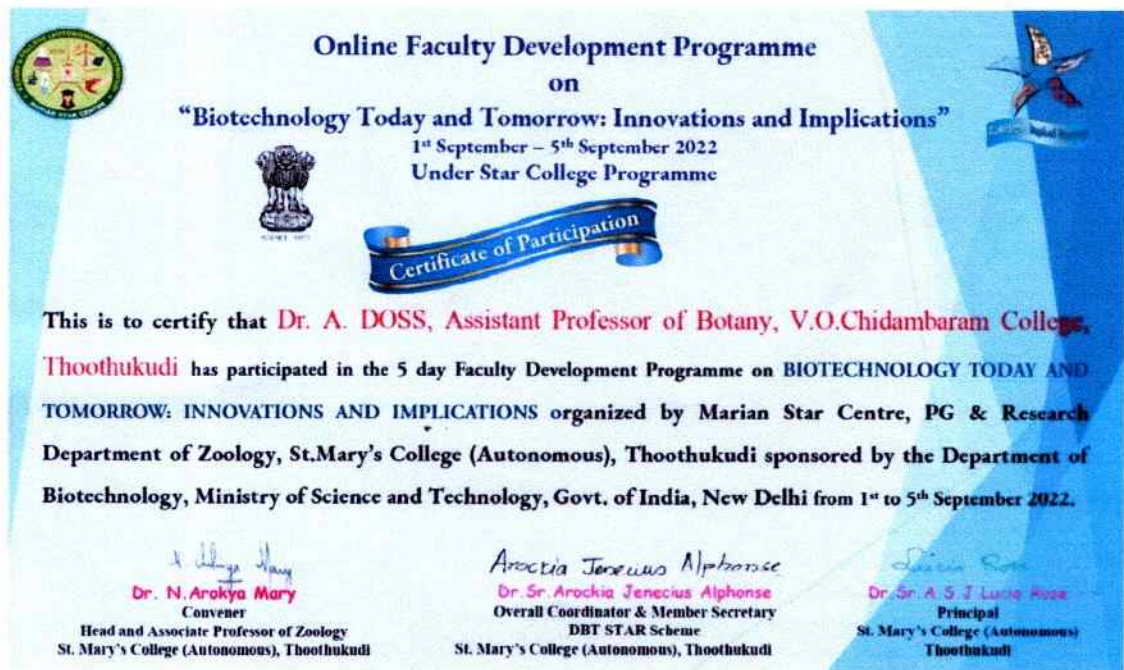 Online Faculty Development Programme
on
“Biotechnology Today and Tomorrow: Innovations and Implications”
1st September – 5th September 2022
Under Star College Programme
Certificate of Participation
This is to certify that Dr. A. DOSS, Assistant Professor of Botany, V.O.Chidambaram College,
Thoothukudi has participated in the 5 day Faculty Development Programme on BIOTECHNOLOGY TODAY AND
TOMORROW: INNOVATIONS AND IMPLICATIONS organized by Marian Star Centre, PG & Research
Department of Zoology, St.Mary's College (Autonomous), Thoothukudi sponsored by the Department of
Biotechnology, Ministry of Science and Technology, Govt. of India, New Delhi from 1st to 5th September 2022.
Arockia Jenecius Alphonse
Dr. N. Arokya Mary
Convener
Head and Associate Professor of Zoology
St. Mary's College (Autonomous), Thoothukudi
Dr. Sr. Arockia Jenecius Alphonse
Overall Coordinator & Member Secretary
DBT STAR Scheme
St. Mary's College (Autonomous), Thoothukudi
Dr. Sr. A. S. J. Lucia Rose
Principal
St. Mary's College (Autonomous)
Thoothukudi